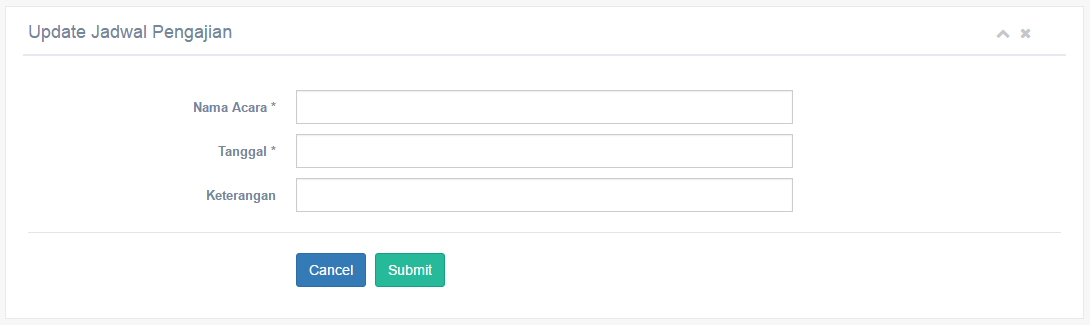 Update Jadwal Pengajian
Nama Acara *
Tanggal *
Keterangan
Cancel Submit